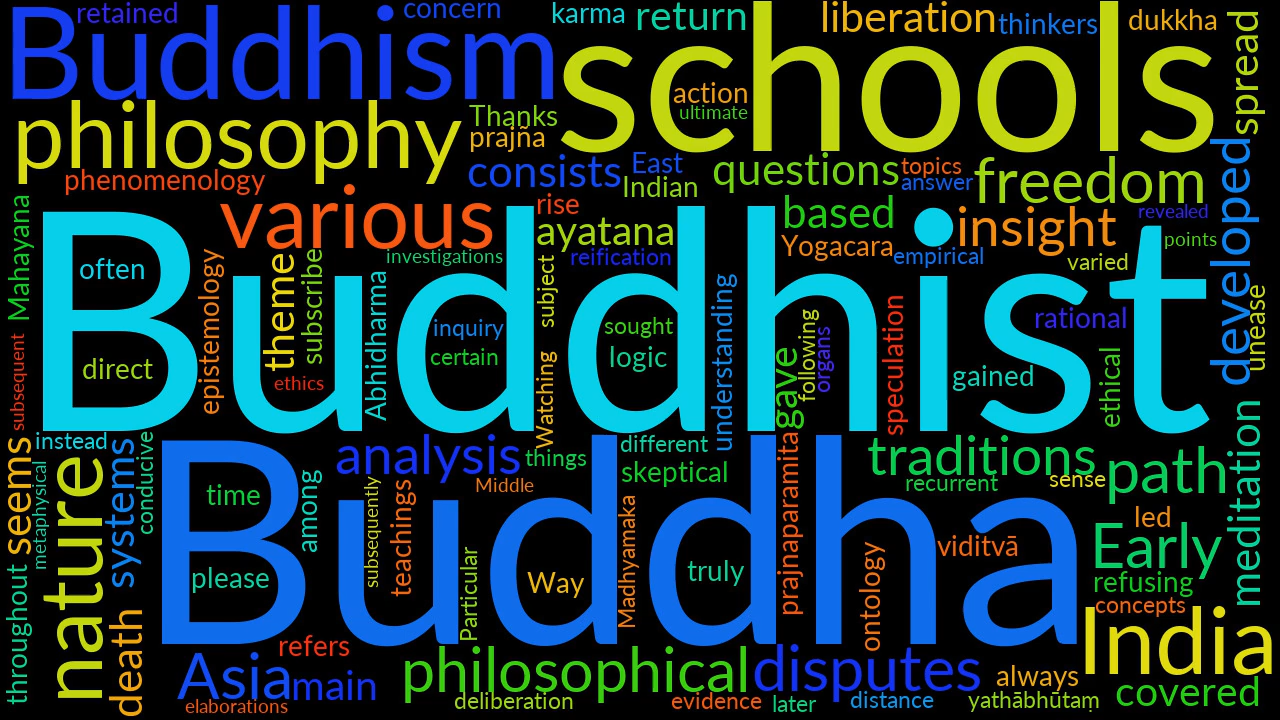 retained
concern
karma
return
liberation
thinkers
dukkha
spread
Buddhism
schools
action
ultimate
Thanks
philosophy
prajña
consists
East
Indian
questions
topics
answer
freedom
developed
phenomenology
various
rise
ayatana
based
Yogacara
insight
revealed
points
Mahayana
often
epistemology
theme
subscribe
investigations
reification
empirical
varied
Buddhist
Abhidharma
inquiry
certain
subject
sought
logic
understanding
following
organs
gave
speculation
rational
gained
ethical
unease
subsequent
direct
ethics
Watching
instead
seems
metaphysical
nature
systems
conducive
analysis
things
different
skeptical
traditions
recurrent
sense
path
meditation
Middle
Buddha
time
among
subsequently
teachings
please
Particular
Way
Madhyamaka
truly
prajnaparamita
ontology
viditvā
led
Early
refusing
concepts
India
throughout
death
refers
Asia
main
elaborations
philosophical
disputes
deliberation
evidence
later
distance
always
yathābhūtaṃ
covered